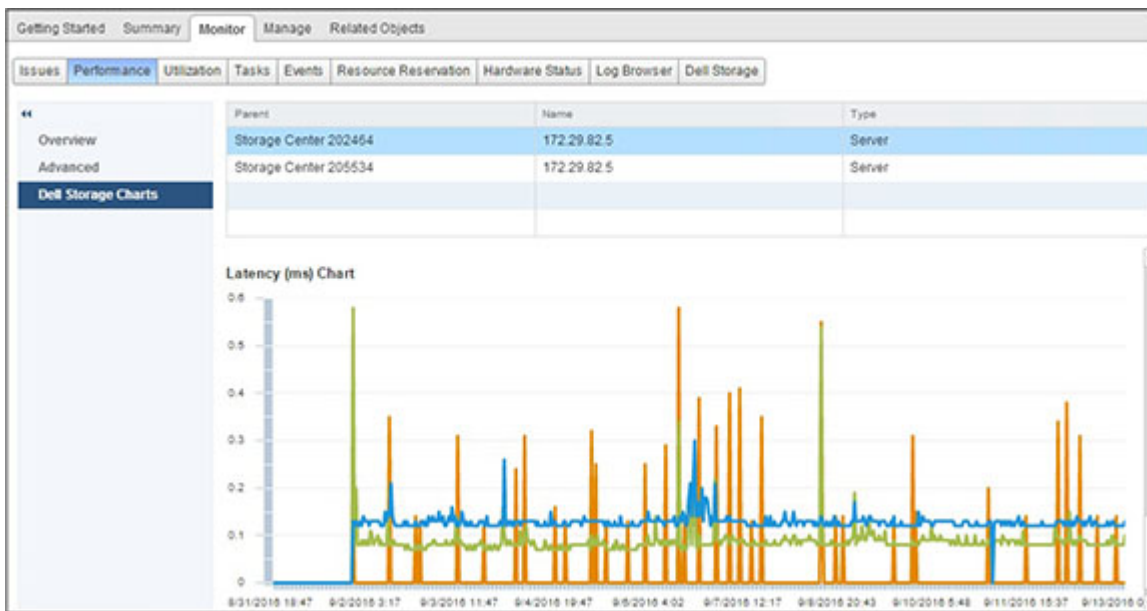 Getting Started Summary Monitor Manage Related Objects
Issues Performance Utilization Tasks Events Resource Reservation Hardware Status Log Browser Dell Storage
Parent Name Type
Overview Storage Center 202464 172.29.82.5 Server
Advanced Storage Center 205534 172.29.82.5 Server
Dell Storage Charts
Latency (ms) Chart
0.6
0.5
0.4
0.3
0.2
0.1
0
8/31/2016 18:47 9/2/2016 3:17 9/3/2016 11:47 9/4/2016 19:47 9/6/2016 4:02 9/7/2016 12:17 9/8/2016 20:43 9/10/2016 5:48 9/11/2016 15:37